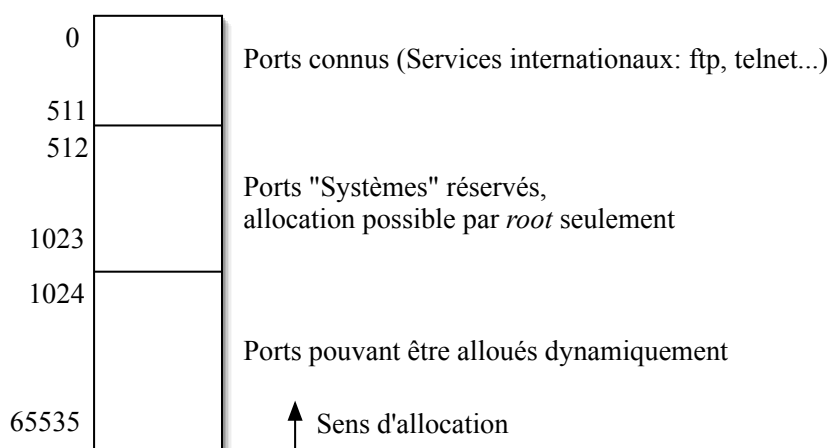 0
Ports connus (Services internationaux: ftp, telnet...)
511
512
Ports "Systèmes" réservés,
allocation possible par root seulement
1023
1024
Ports pouvant être alloués dynamiquement
65535
Sens d'allocation